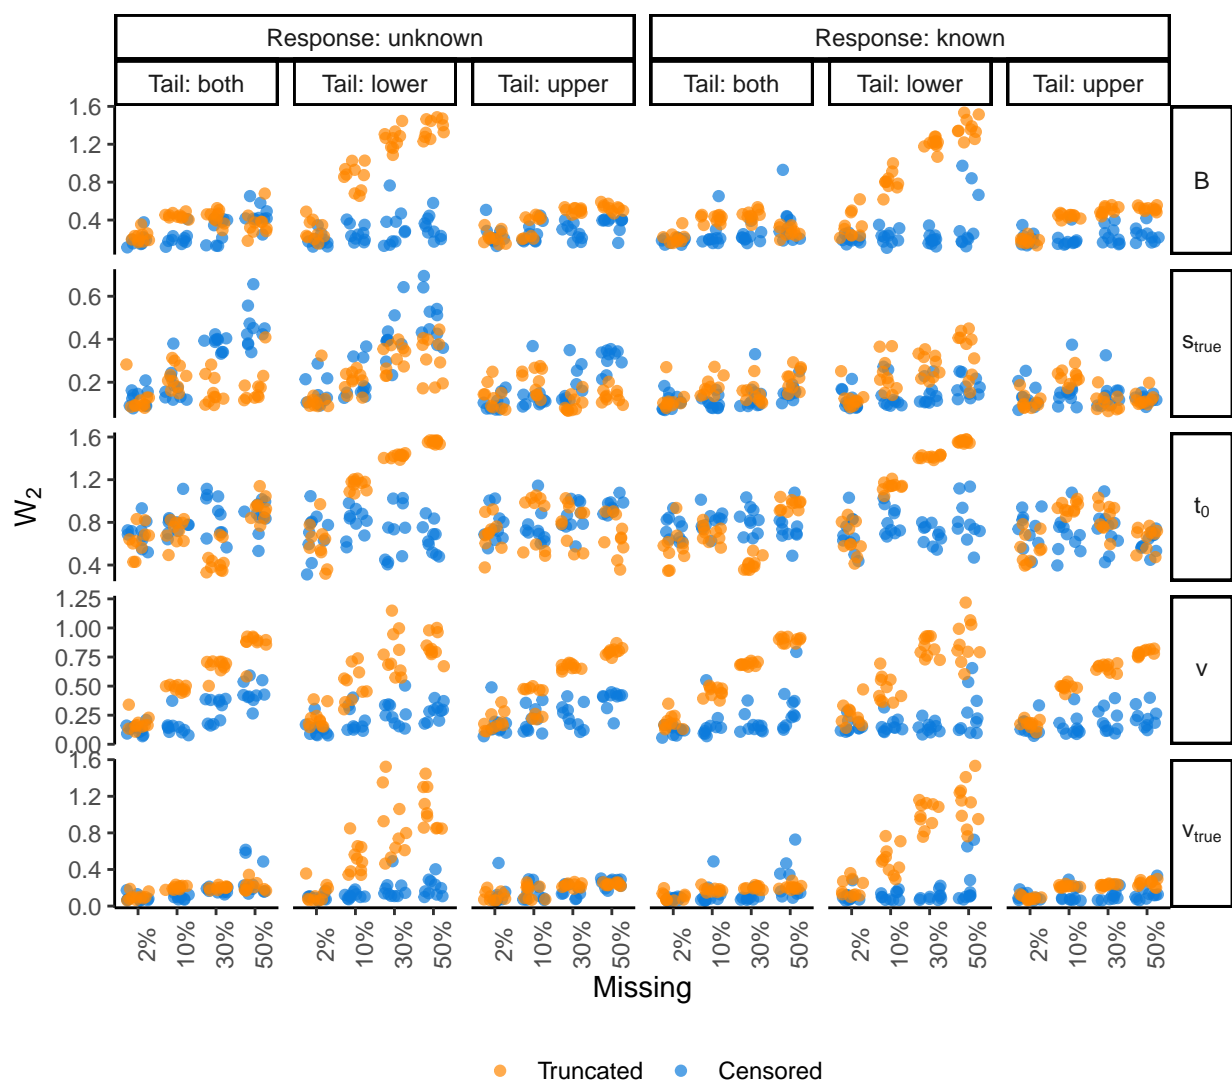 Response: unknown Response: known
Tail: both Tail: lower Tail: upper Tail: both Tail: lower Tail: upper
1.6
1.2
0.8
0.4
B
0.6
0.4
0.2
s_true
1.6
1.2
0.8
0.4
t_0
1.25
1.00
0.75
0.50
0.25
0.00
v
1.6
1.2
0.8
0.4
0.0
v_true
W_2
2% 10% 30% 50% 2% 10% 30% 50% 2% 10% 30% 50% 2% 10% 30% 50% 2% 10% 30% 50% 2% 10% 30% 50%
Missing
Truncated Censored